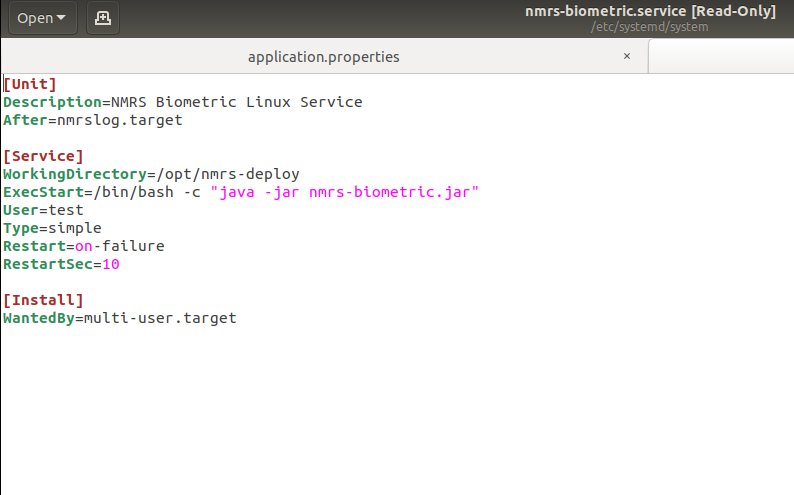 Open
nmrs-biometric.service [Read-Only]
/etc/systemd/system
application.properties
×
[Unit]
Description=NMRS Biometric Linux Service
After=nmrslog.target
[Service]
WorkingDirectory=/opt/nmrs-deploy
ExecStart=/bin/bash -c "java -jar nmrs-biometric.jar"
User=test
Type=simple
Restart=on-failure
RestartSec=10
[Install]
WantedBy=multi-user.target